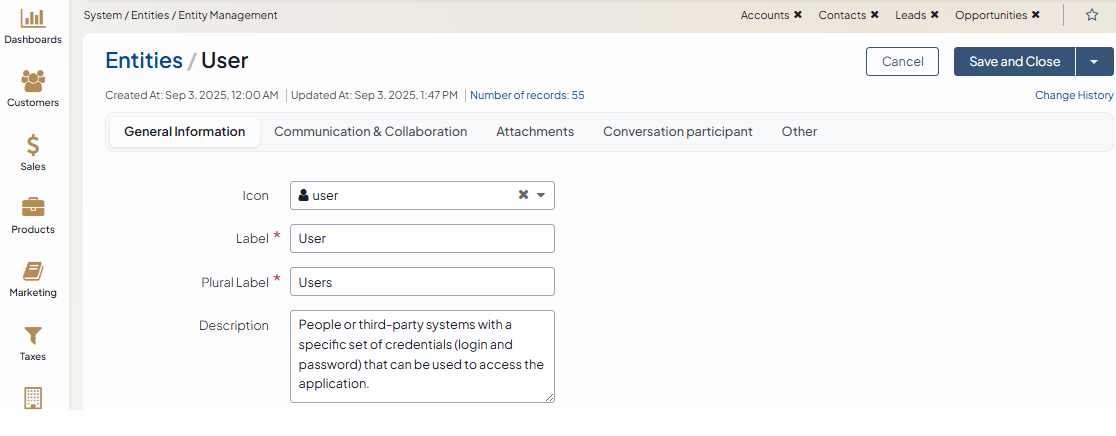 System / Entities / Entity Management
Accounts ✖ Contacts ✖ Leads ✖ Opportunities ✖
Dashboards
Customers
Sales
Products
Marketing
Taxes
Entities / User
Cancel
Save and Close
Created At: Sep 3, 2025, 12:00 AM | Updated At: Sep 3, 2025, 1:47 PM | Number of records: 55
Change History
General Information Communication & Collaboration Attachments Conversation participant Other
Icon user
Label * User
Plural Label * Users
Description People or third-party systems with a
specific set of credentials (login and
password) that can be used to access the
application.